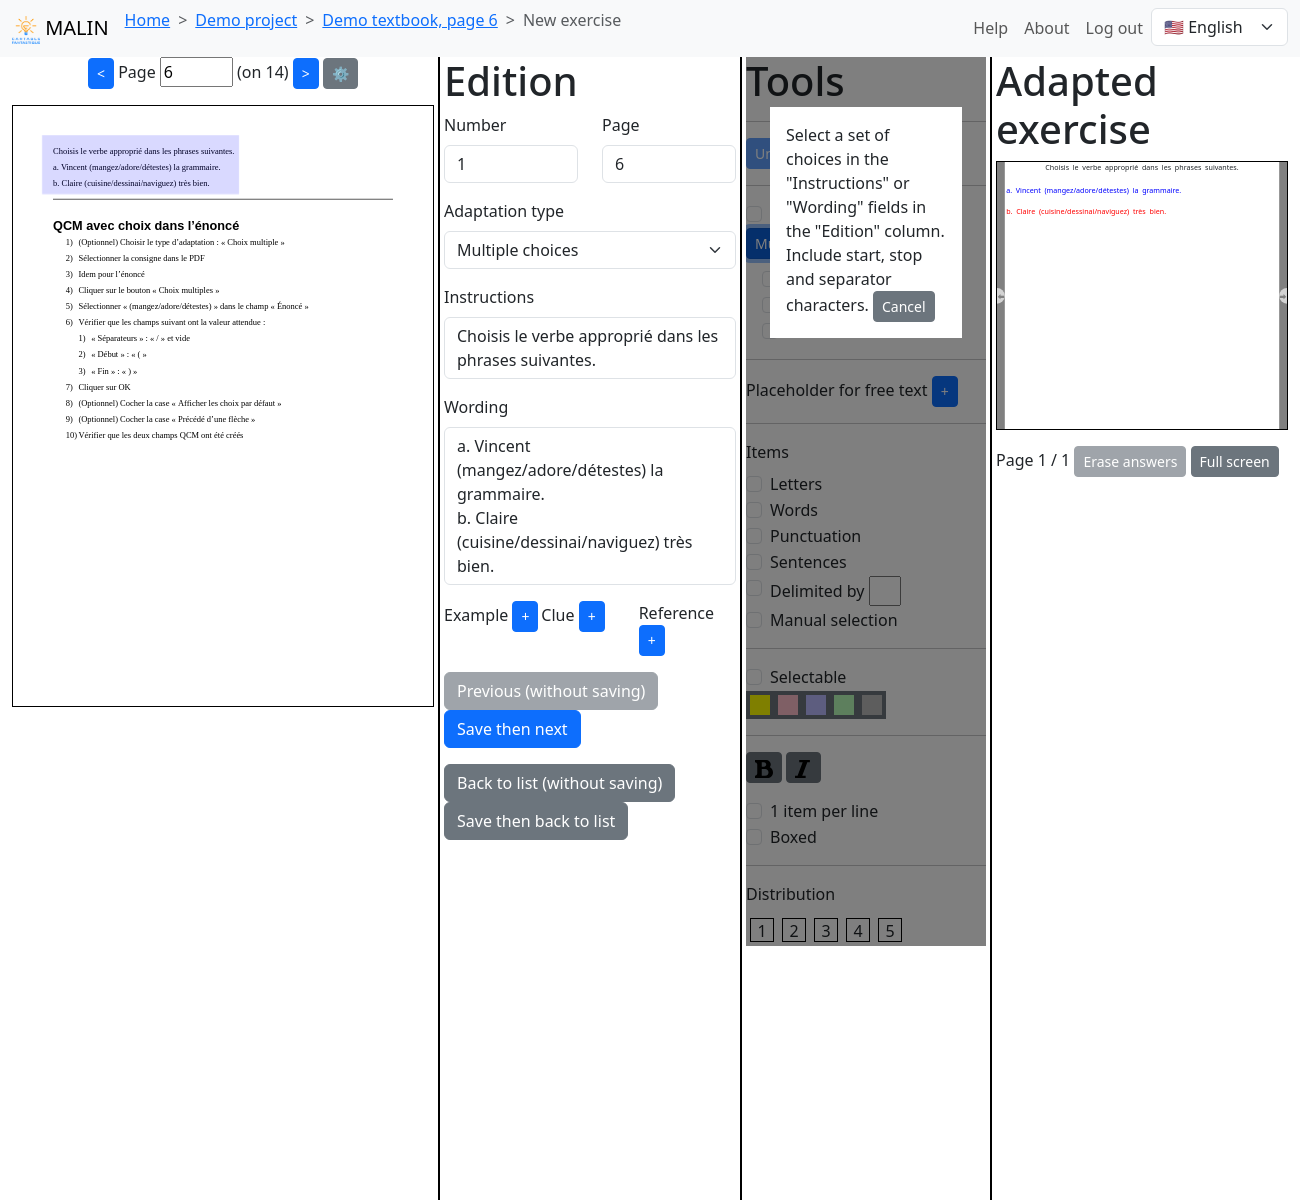 MALIN
Home > Demo project > Demo textbook, page 6 > New exercise
Help About Log out 🇺🇸 English
< Page 6 (on 14) > ⚙️
Choisis le verbe approprié dans les phrases suivantes.
a. Vincent (mangez/adore/détestes) la grammaire.
b. Claire (cuisine/dessinai/naviguez) très bien.
QCM avec choix dans l’énoncé
1) (Optionnel) Choisir le type d’adaptation : « Choix multiple »
2) Sélectionner la consigne dans le PDF
3) Idem pour l’énoncé
4) Cliquer sur le bouton « Choix multiples »
5) Sélectionner « (mangez/adore/détestes) » dans le champ « Énoncé »
6) Vérifier que les champs suivant ont la valeur attendue :
1) « Séparateurs » : « / » et vide
2) « Début » : « ( »
3) « Fin » : « ) »
7) Cliquer sur OK
8) (Optionnel) Cocher la case « Afficher les choix par défaut »
9) (Optionnel) Cocher la case « Précédé d’une flèche »
10) Vérifier que les deux champs QCM ont été créés
Edition
Number Page
1 6
Adaptation type
Multiple choices
Instructions
Choisis le verbe approprié dans les
phrases suivantes.
Wording
a. Vincent
(mangez/adore/détestes) la
grammaire.
b. Claire
(cuisine/dessinai/naviguez) très
bien.
Example + Clue + Reference
+
Previous (without saving)
Save then next
Back to list (without saving)
Save then back to list
Tools
Select a set of
choices in the
"Instructions" or
"Wording" fields in
the "Edition" column.
Include start, stop
and separator
characters. Cancel
Placeholder for free text +
Items
Letters
Words
Punctuation
Sentences
Delimited by
Manual selection
Selectable
B I
1 item per line
Boxed
Distribution
1 2 3 4 5
Adapted
exercise
Choisis le verbe approprié dans les phrases suivantes.
a. Vincent (mangez/adore/détestes) la grammaire.
b. Claire (cuisine/dessinai/naviguez) très bien.
Page 1 / 1 Erase answers Full screen